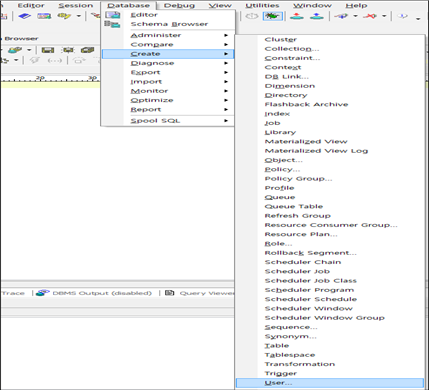 Editor Session Database Debug View Utilities Window Help
Browser
20 30
Editor
Schema Browser
Administer
Compare
Create
Diagnose
Export
Import
Monitor
Optimize
Report
Spool SQL
Cluster
Collection...
Constraint...
Context
DB Link...
Dimension
Directory
Flashback Archive
Index
Job
Library
Materialized View
Materialized View Log
Object...
Policy...
Policy Group...
Profile
Queue
Queue Table
Refresh Group
Resource Consumer Group...
Resource Plan...
Role...
Rollback Segment...
Scheduler Chain
Scheduler Job
Scheduler Job Class
Scheduler Program
Scheduler Schedule
Scheduler Window
Scheduler Window Group
Sequence...
Synonym...
Table
Tablespace
Transformation
Trigger
User...
Trace DBMS Output (disabled) Query Viewer